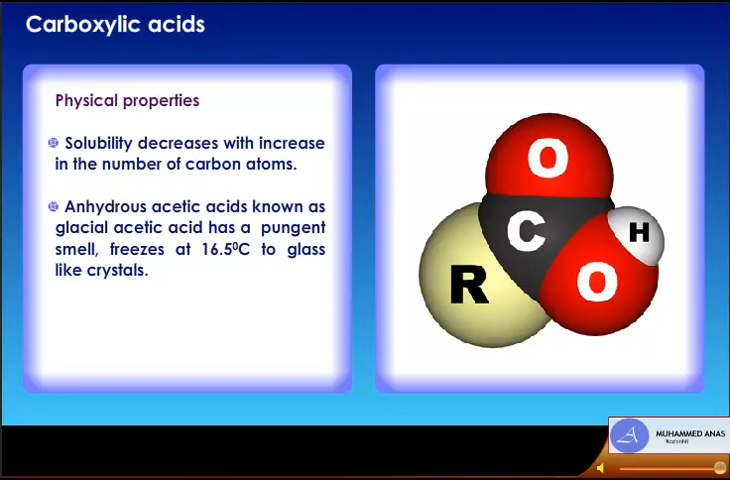 Carboxylic acids
Physical properties
Solubility decreases with increase
in the number of carbon atoms.
Anhydrous acetic acids known as
glacial acetic acid has a pungent
smell, freezes at 16.5⁰C to glass
like crystals.
O
C
H
R
O
A
MUHAMMED ANAS